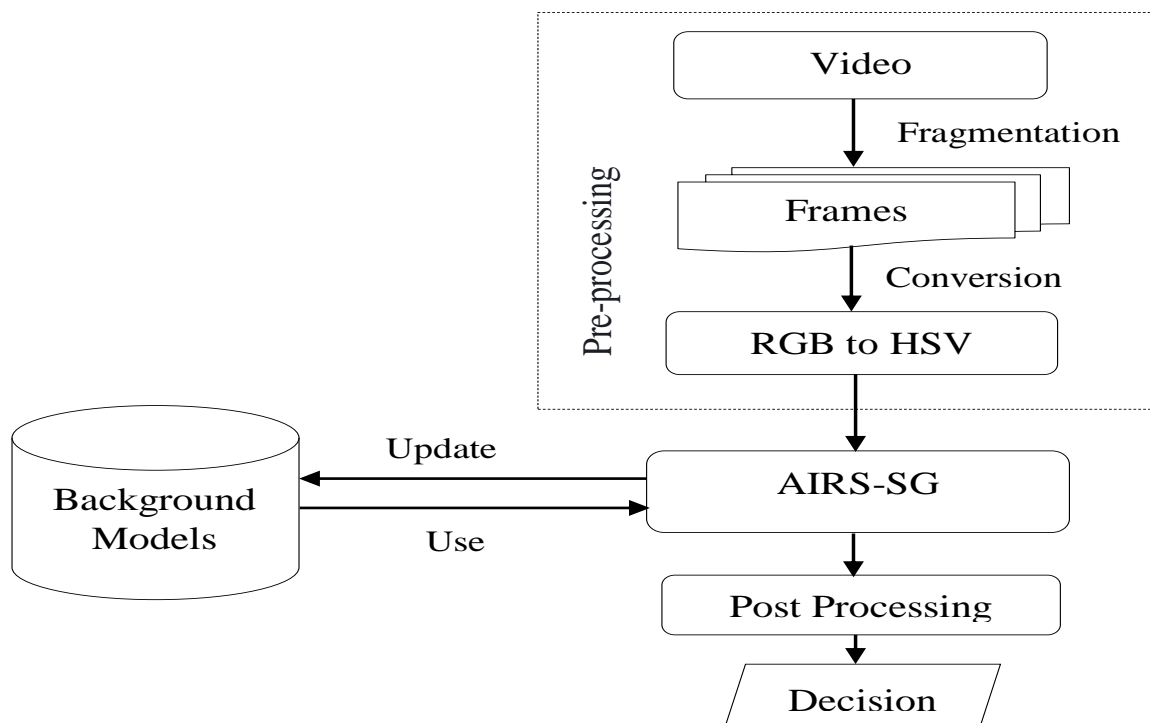 Video
Fragmentation
Frames
Conversion
Pre-processing
RGB to HSV
Update
AIRS-SG
Background
Models
Use
Post Processing
Decision